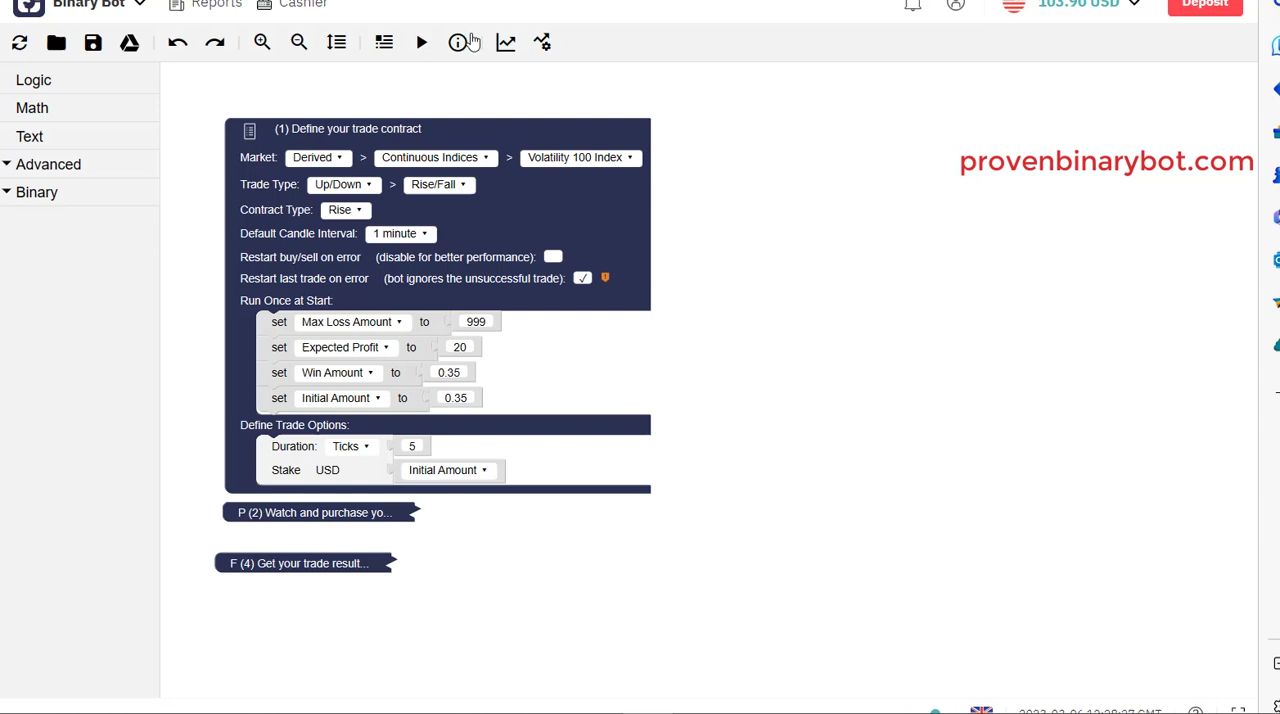 Binary Bot Reports Cashier 103.90 USD Deposit
Logic
Math
Text
Advanced
Binary
provenbinarybot.com
(1) Define your trade contract
Market: Derived > Continuous Indices > Volatility 100 Index
Trade Type: Up/Down > Rise/Fall
Contract Type: Rise
Default Candle Interval: 1 minute
Restart buy/sell on error (disable for better performance):
Restart last trade on error (bot ignores the unsuccessful trade): ✓
Run Once at Start:
set Max Loss Amount to 999
set Expected Profit to 20
set Win Amount to 0.35
set Initial Amount to 0.35
Define Trade Options:
Duration: Ticks 5
Stake USD Initial Amount
P (2) Watch and purchase yo...
F (4) Get your trade result...